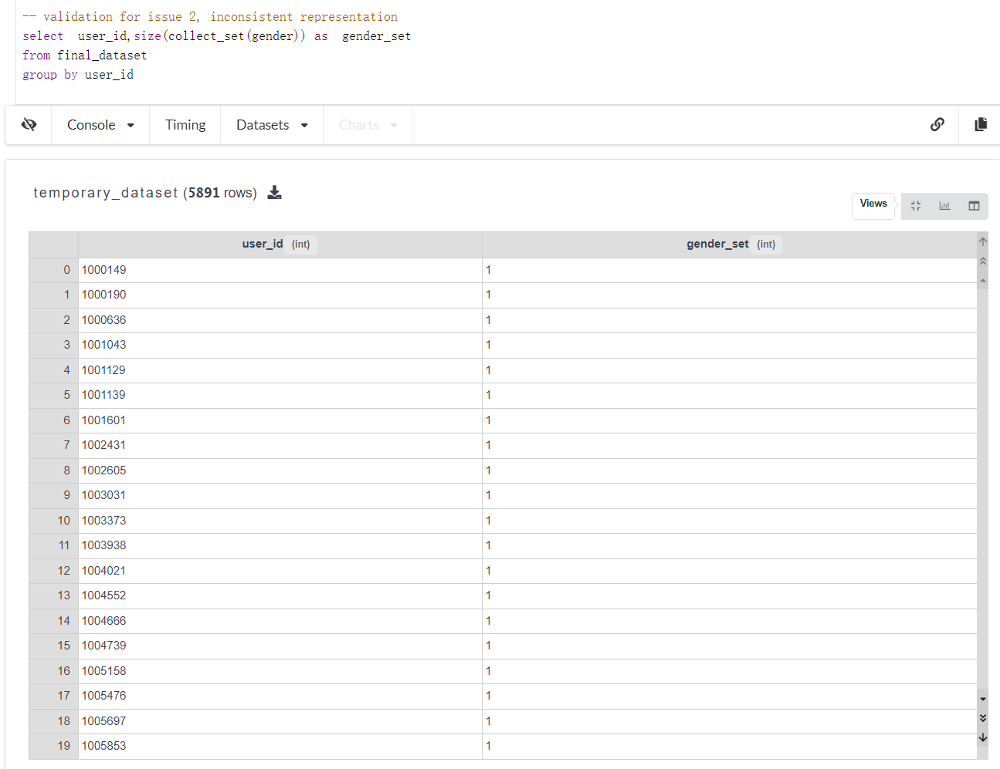 -- validation for issue 2, inconsistent representation
select  user_id,size(collect_set(gender)) as  gender_set
from final_dataset
group by user_id
Console Timing Datasets Charts
temporary_dataset (5891 rows)
Views
user_id (int) gender_set (int)
0 1000149 1
1 1000190 1
2 1000636 1
3 1001043 1
4 1001129 1
5 1001139 1
6 1001601 1
7 1002431 1
8 1002605 1
9 1003031 1
10 1003373 1
11 1003938 1
12 1004021 1
13 1004552 1
14 1004666 1
15 1004739 1
16 1005158 1
17 1005476 1
18 1005697 1
19 1005853 1